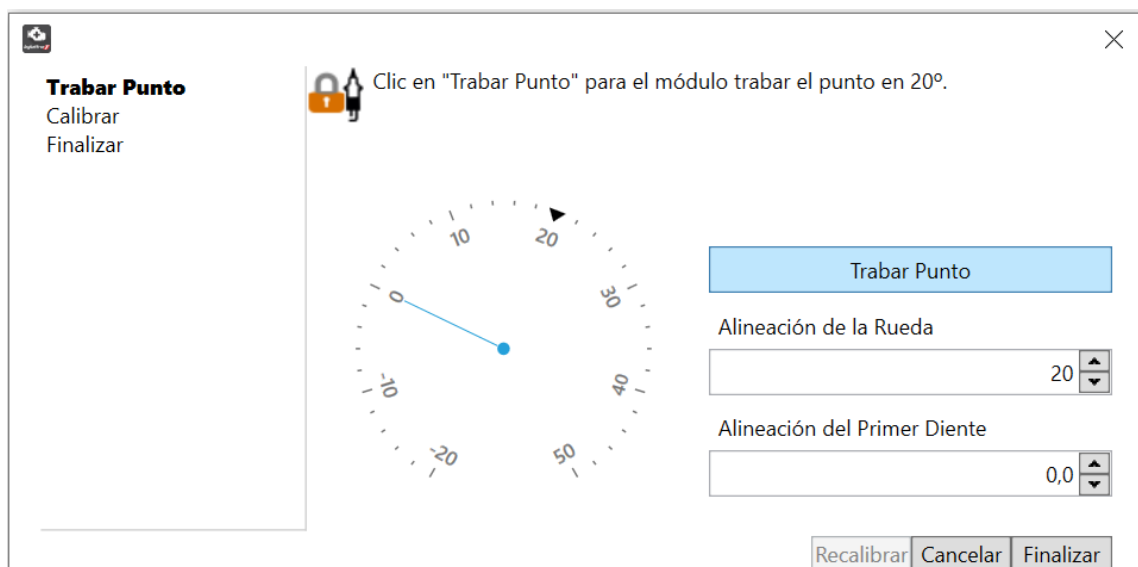 Trabar Punto
Calibrar
Finalizar
Clic en "Trabar Punto" para el módulo trabar el punto en 20º.
-20
-10
0
10
20
30
40
50
Trabar Punto
Alineación de la Rueda
20
Alineación del Primer Diente
0,0
Recalibrar
Cancelar
Finalizar